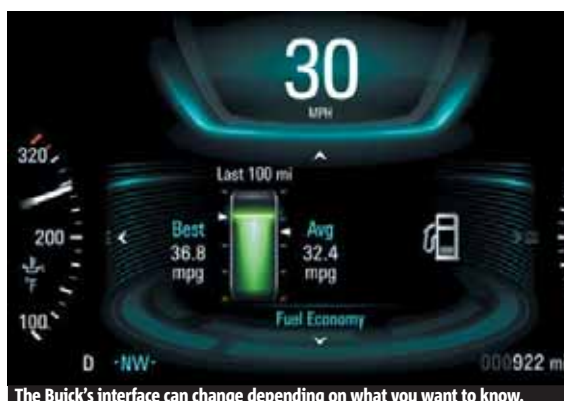 30
MPH
320
Last 100 mi
Best
36.8
mpg
Avg
32.4
mpg
200
°F
100
Fuel Economy
D -NW- 000922 m
The Buick's interface can change depending on what you want to know.